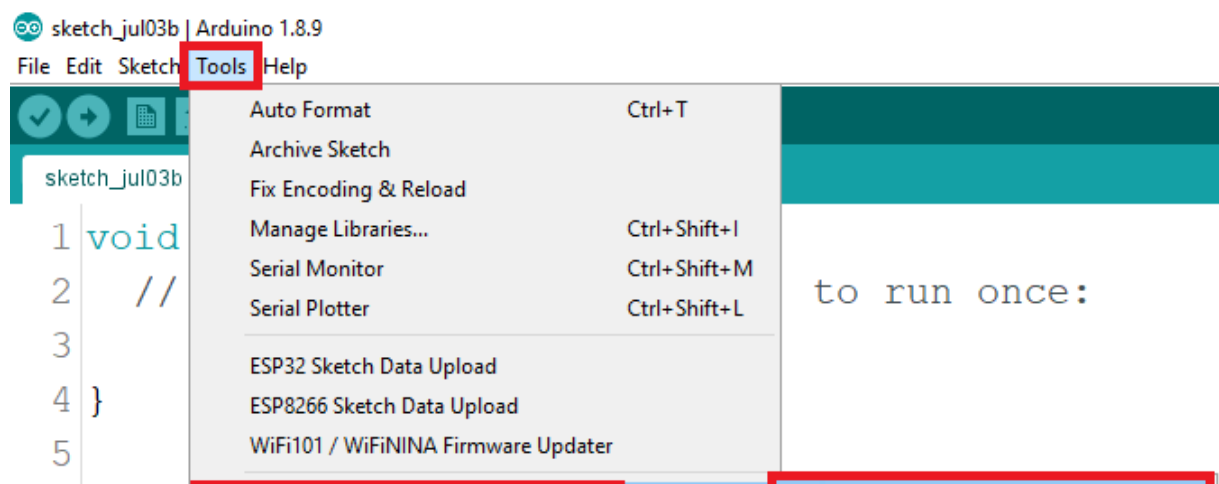 sketch_jul03b | Arduino 1.8.9
File Edit Sketch Tools Help
Auto Format Ctrl+T
Archive Sketch
sketch_jul03b
Fix Encoding & Reload
1 void
Manage Libraries... Ctrl+Shift+I
Serial Monitor Ctrl+Shift+M
2 // to run once:
Serial Plotter Ctrl+Shift+L
3
ESP32 Sketch Data Upload
4 }
ESP8266 Sketch Data Upload
WiFi101 / WiFiNINA Firmware Updater
5